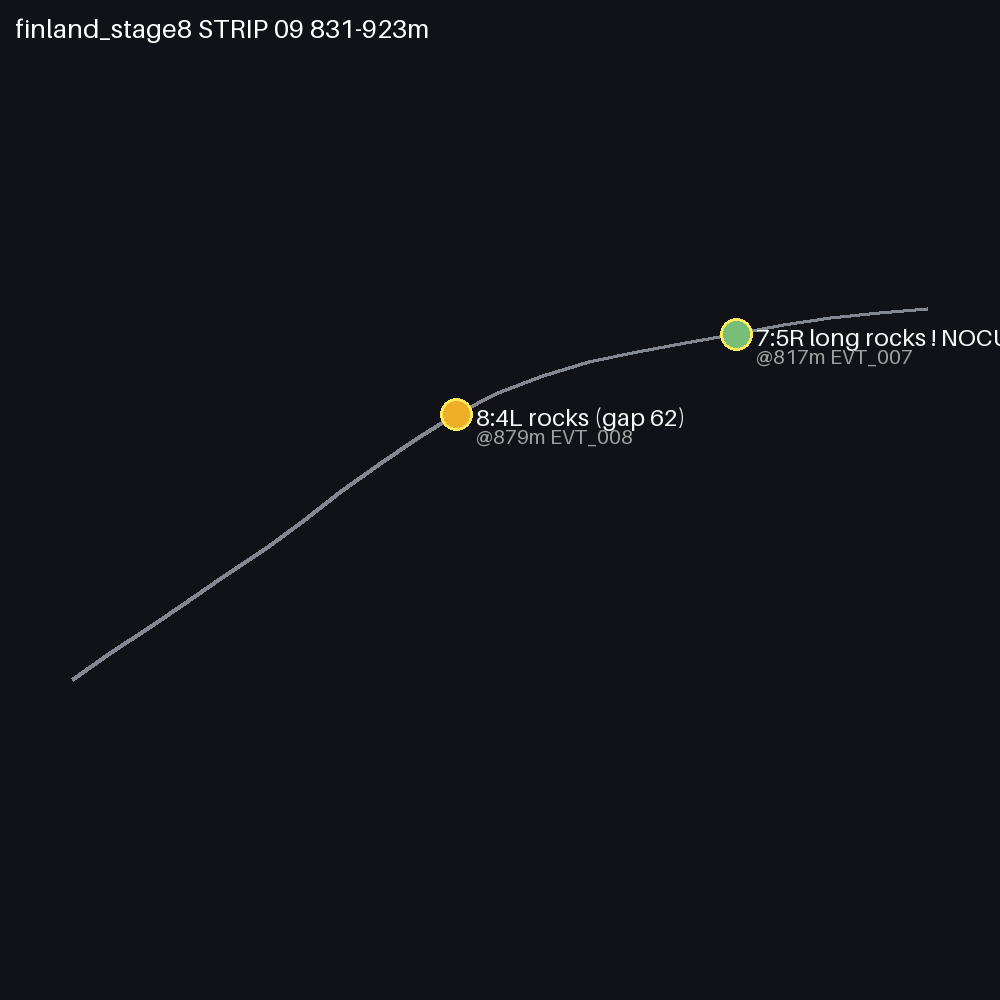 finland_stage8 STRIP 09 831-923m
7:5R long rocks ! NOCU
@817m EVT_007
8:4L rocks (gap 62)
@879m EVT_008